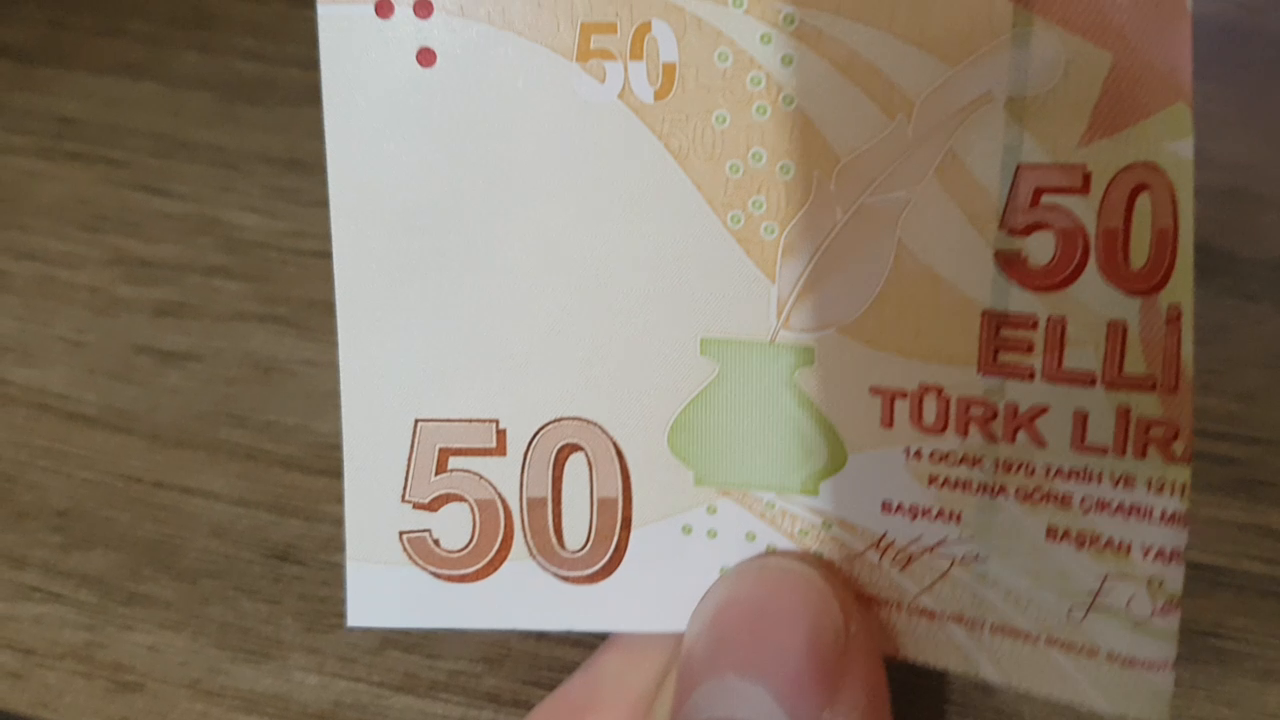 50
50
50
50
ELLİ
TÜRK LİRA
14 OCAK 1970 TARİH VE 1211
KANUNA GÖRE ÇIKARILMI
BAŞKAN
BAŞKAN YAR